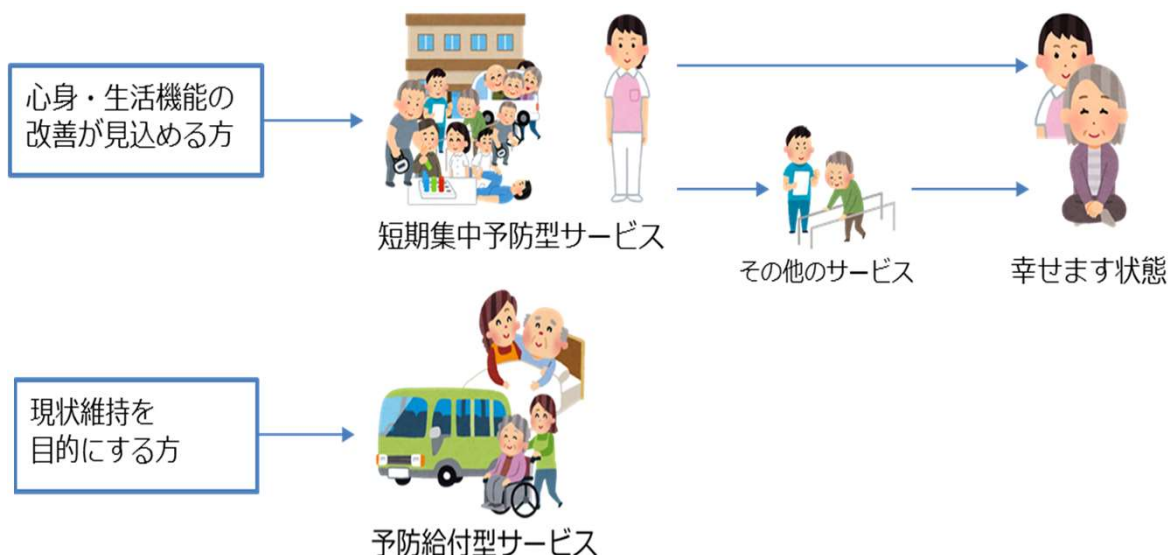 心身・生活機能の
改善が見込める方
短期集中予防型サービス
その他のサービス
幸せます状態
現状維持を
目的にする方
予防給付型サービス